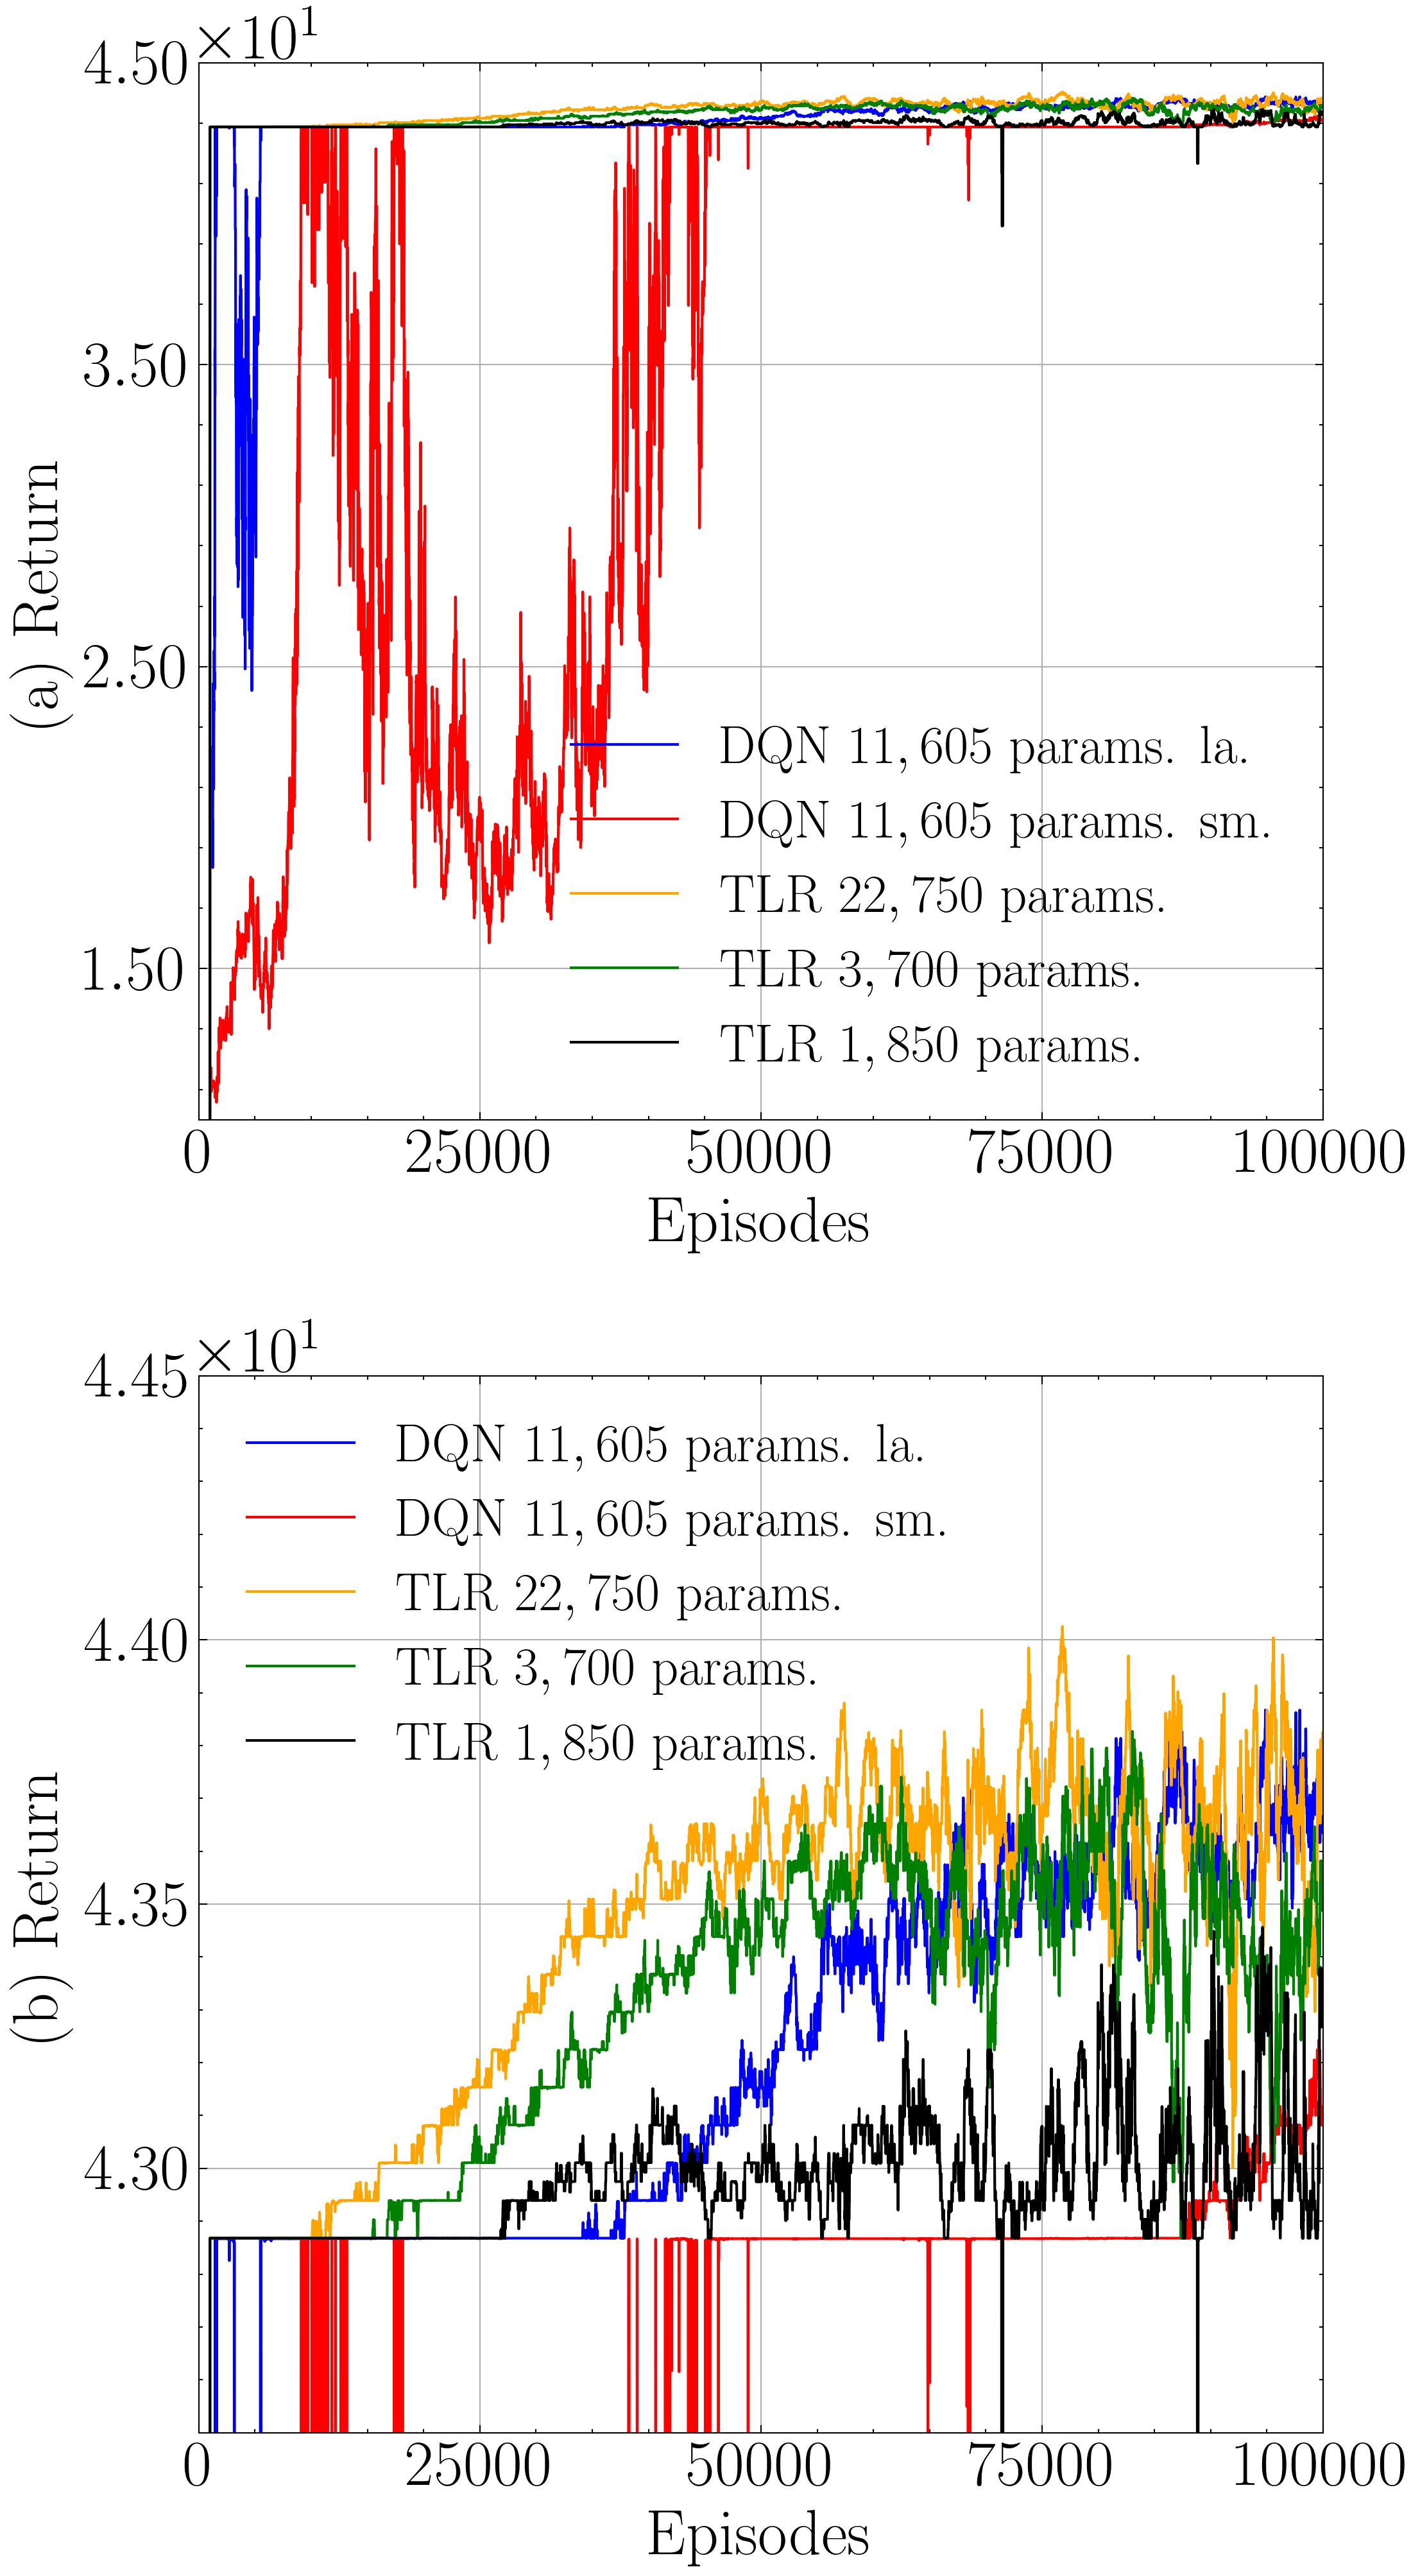 ×10¹
4.50
3.50
2.50
1.50
(a) Return
DQN 11, 605 params. la.
DQN 11, 605 params. sm.
TLR 22, 750 params.
TLR 3, 700 params.
TLR 1, 850 params.
0 25000 50000 75000 100000
Episodes
×10¹
4.45
4.40
4.35
4.30
(b) Return
DQN 11, 605 params. la.
DQN 11, 605 params. sm.
TLR 22, 750 params.
TLR 3, 700 params.
TLR 1, 850 params.
0 25000 50000 75000 100000
Episodes